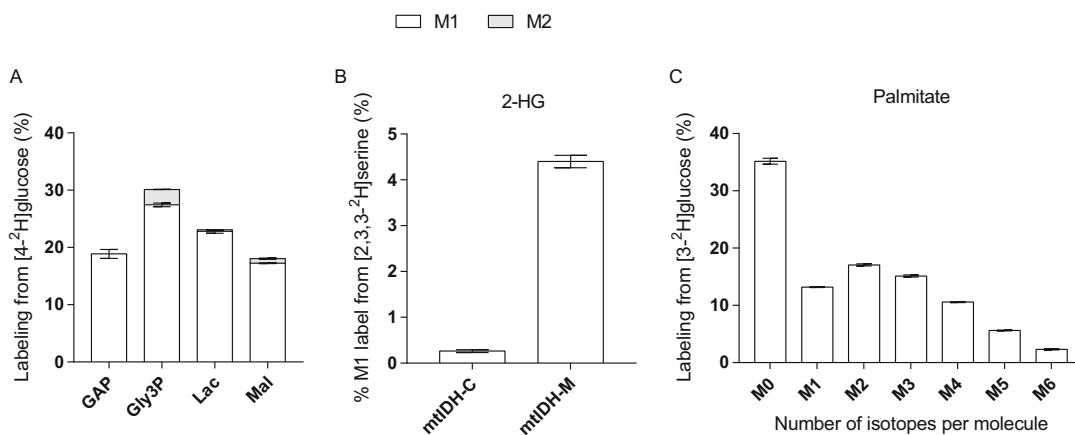 M1 M2
A
Labeling from [4-²H]glucose (%)
40
30
20
10
0
GAP
Gly3P
Lac
Mal
B
2-HG
% M1 label from [2,3,3-²H]serine (%)
5
4
2
0
0
mtIDH-C
mtIDH-M
C
Palmitate
Labeling from [3-²H]glucose (%)
40
30
20
10
0
M0
M1
M2
M3
M4
M5
M6
Number of isotopes per molecule